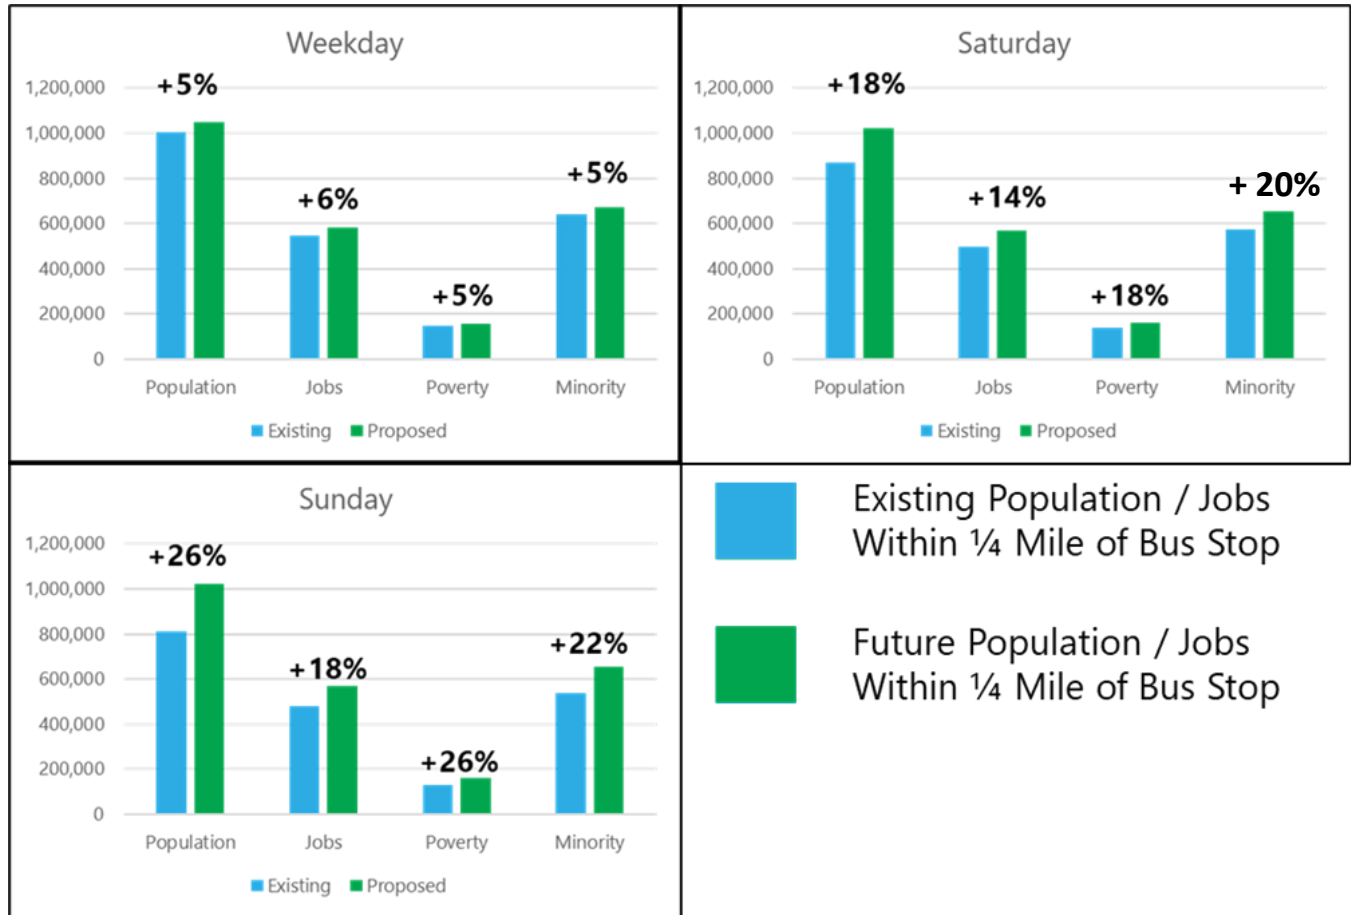 Weekday
+5%
1,200,000
1,000,000
800,000
600,000
400,000
200,000
0
+6%
+5%
+5%
Population Jobs Poverty Minority
Existing Proposed
Saturday
+18%
1,200,000
1,000,000
800,000
600,000
400,000
200,000
0
+14%
+18%
+ 20%
Population Jobs Poverty Minority
Existing Proposed
Sunday
+26%
1,200,000
1,000,000
800,000
600,000
400,000
200,000
0
+18%
+26%
+22%
Population Jobs Poverty Minority
Existing Proposed
Existing Population / Jobs
Within ¼ Mile of Bus Stop
Future Population / Jobs
Within ¼ Mile of Bus Stop